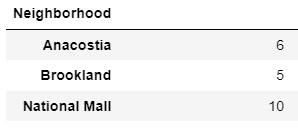 Neighborhood
Anacostia 6
Brookland 5
National Mall 10